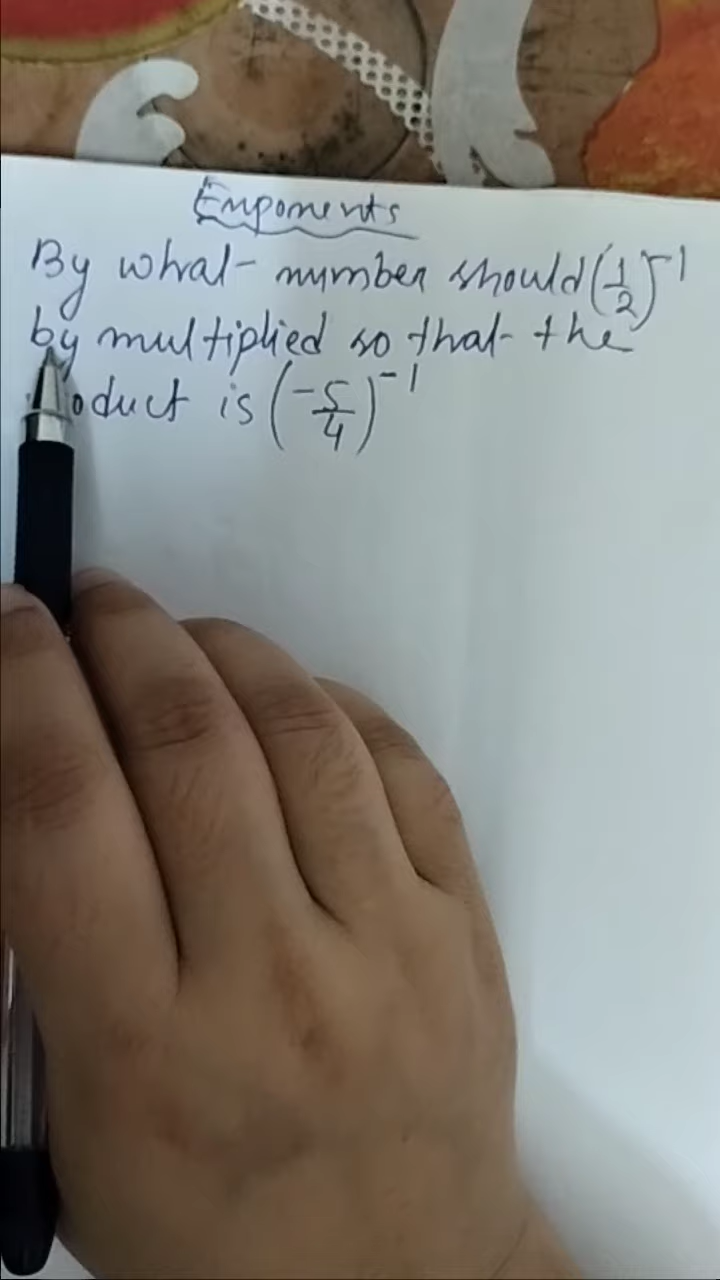 Exponents
By what number should (1/2)^-1
by multiplied so that the
oduct is (-5/4)^-1